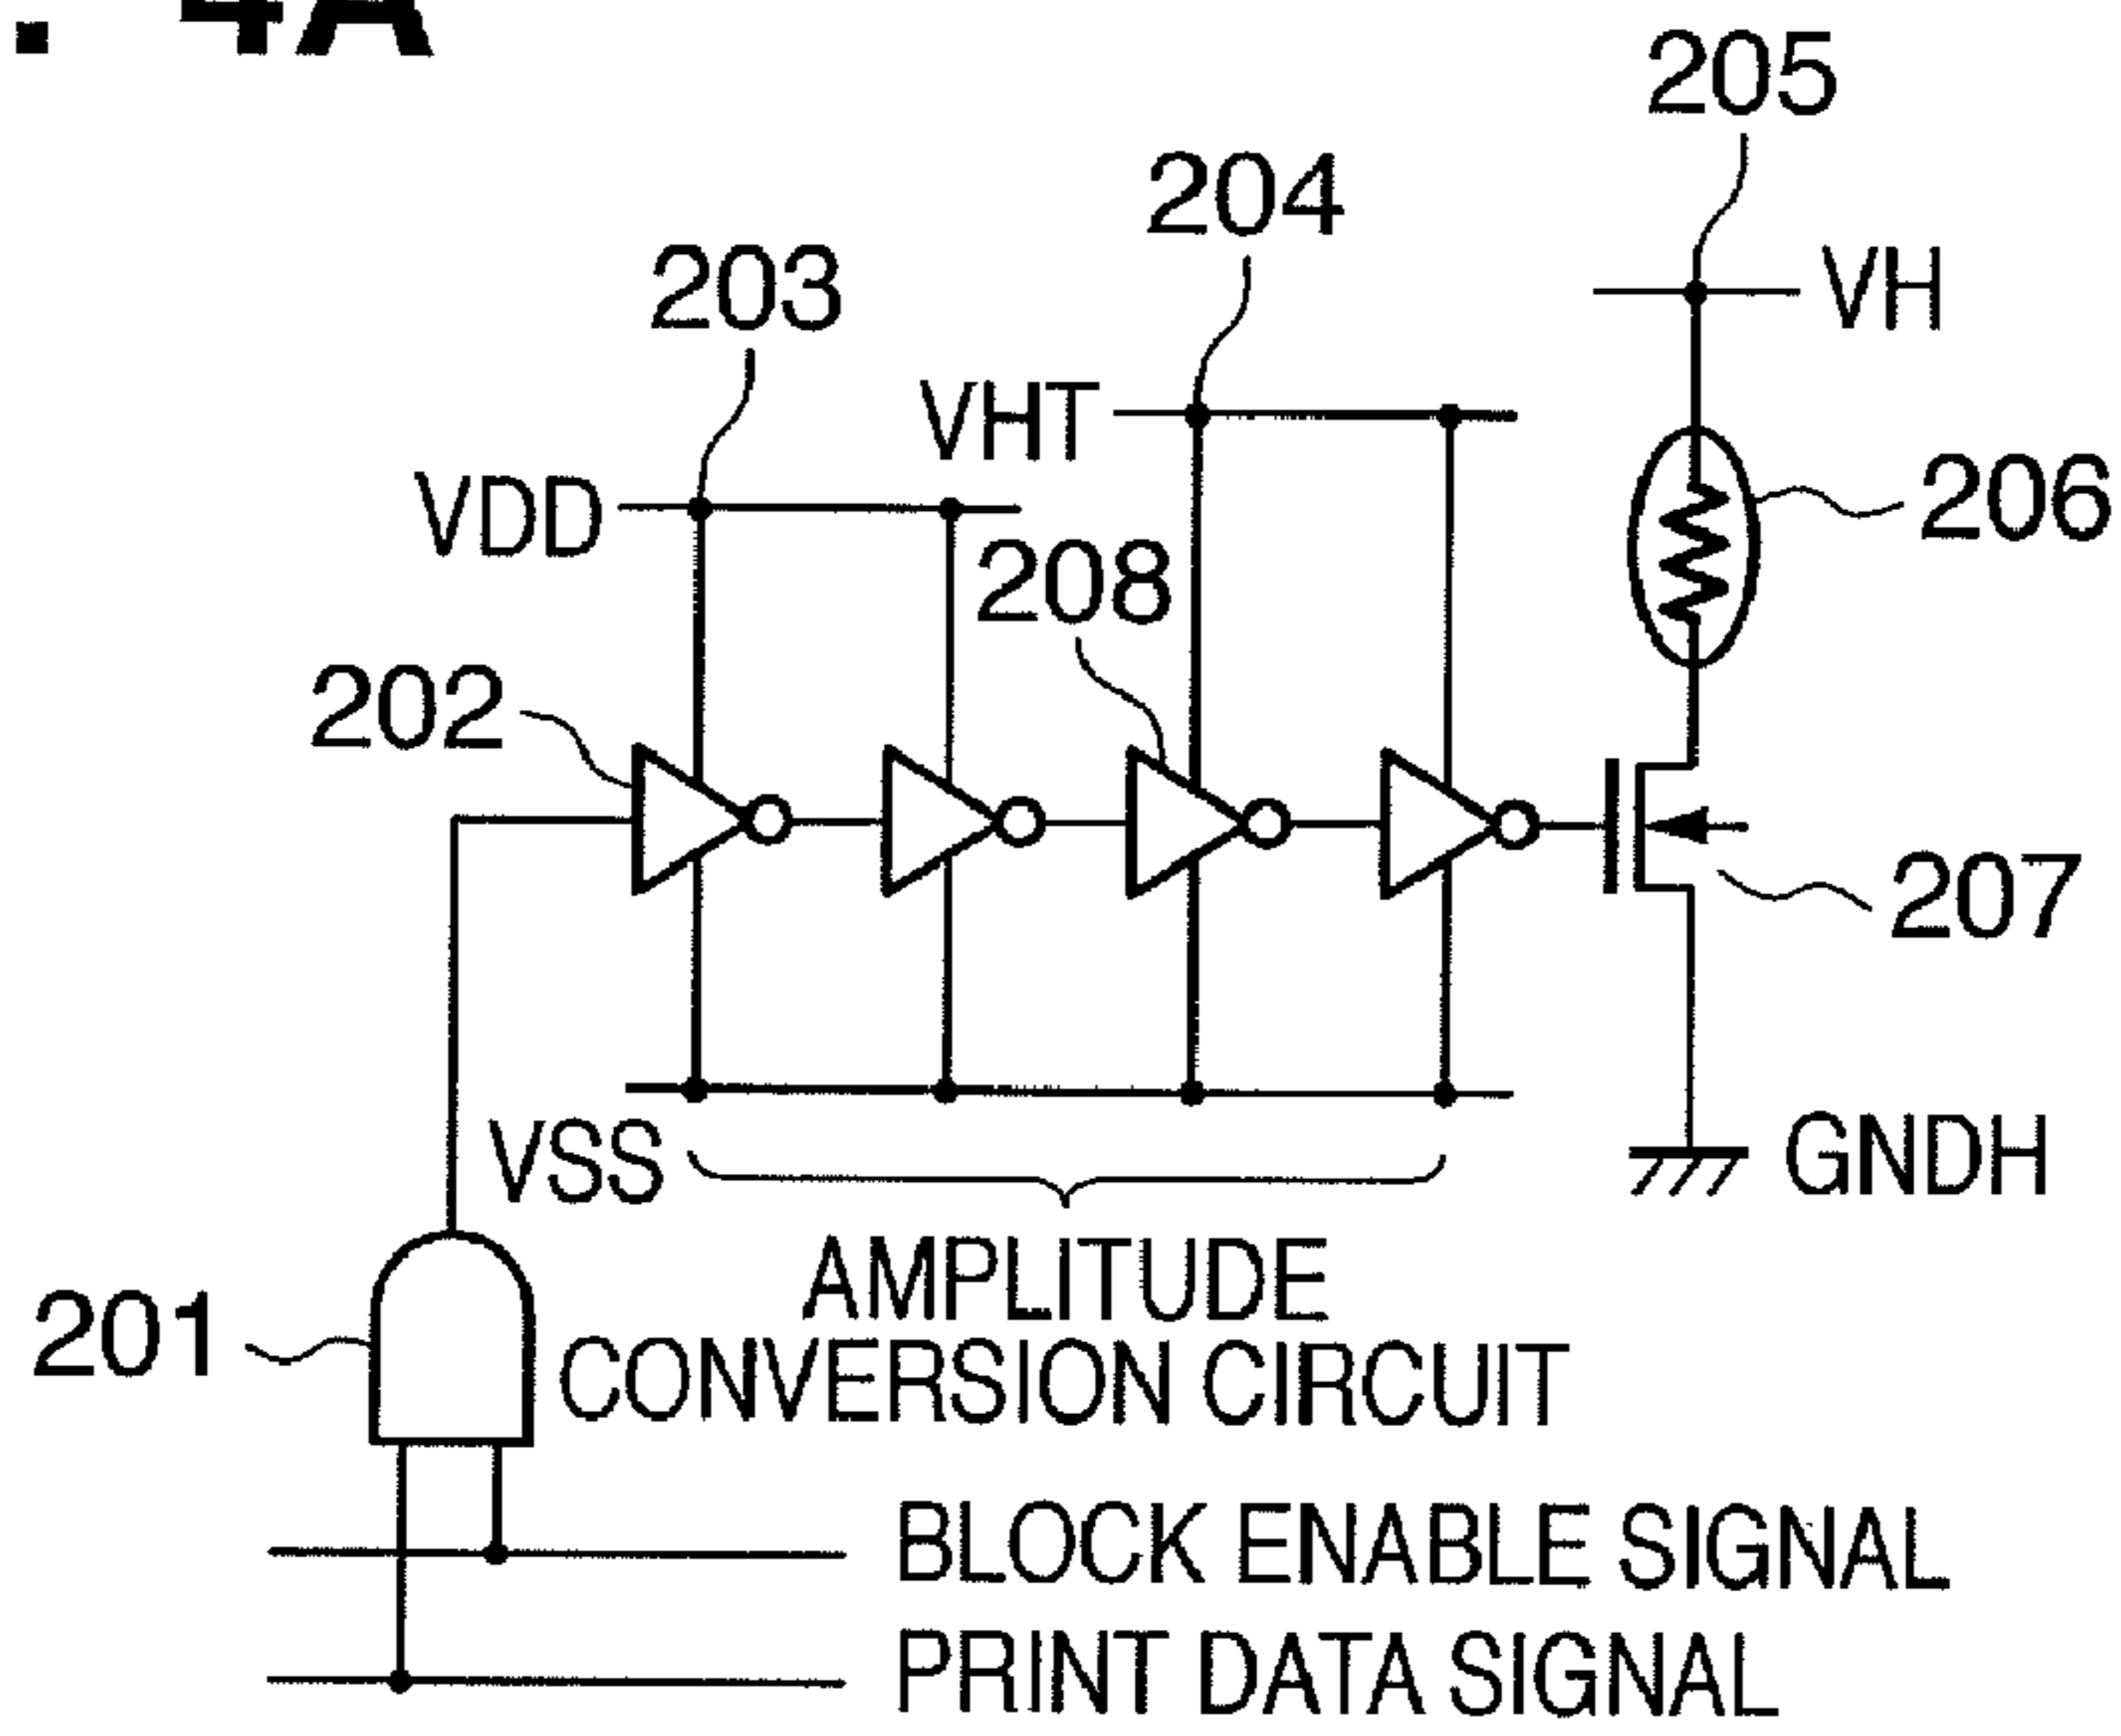 . 4A
205
204
203
VH
VHT
VDD
206
208
202
207
VSS
GNDH
AMPLITUDE
CONVERSION CIRCUIT
201
BLOCK ENABLE SIGNAL
PRINT DATA SIGNAL